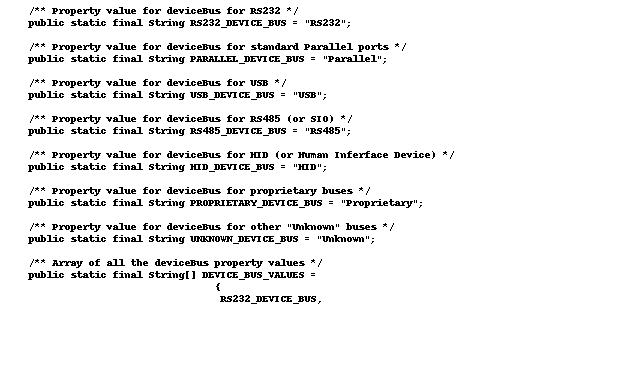 /** Property value for deviceBus for RS232 */
public static final String RS232_DEVICE_BUS = "RS232";
/** Property value for deviceBus for standard Parallel ports */
public static final String PARALLEL_DEVICE_BUS = "Parallel";
/** Property value for deviceBus for USB */
public static final String USB_DEVICE_BUS = "USB";
/** Property value for deviceBus for RS485 (or SIO) */
public static final String RS485_DEVICE_BUS = "RS485";
/** Property value for deviceBus for HID (or Human Inferface Device) */
public static final String HID_DEVICE_BUS = "HID";
/** Property value for deviceBus for proprietary buses */
public static final String PROPRIETARY_DEVICE_BUS = "Proprietary";
/** Property value for deviceBus for other "Unknown" buses */
public static final String UNKNOWN_DEVICE_BUS = "Unknown";
/** Array of all the deviceBus property values */
public static final String[] DEVICE_BUS_VALUES =
{
RS232_DEVICE_BUS,